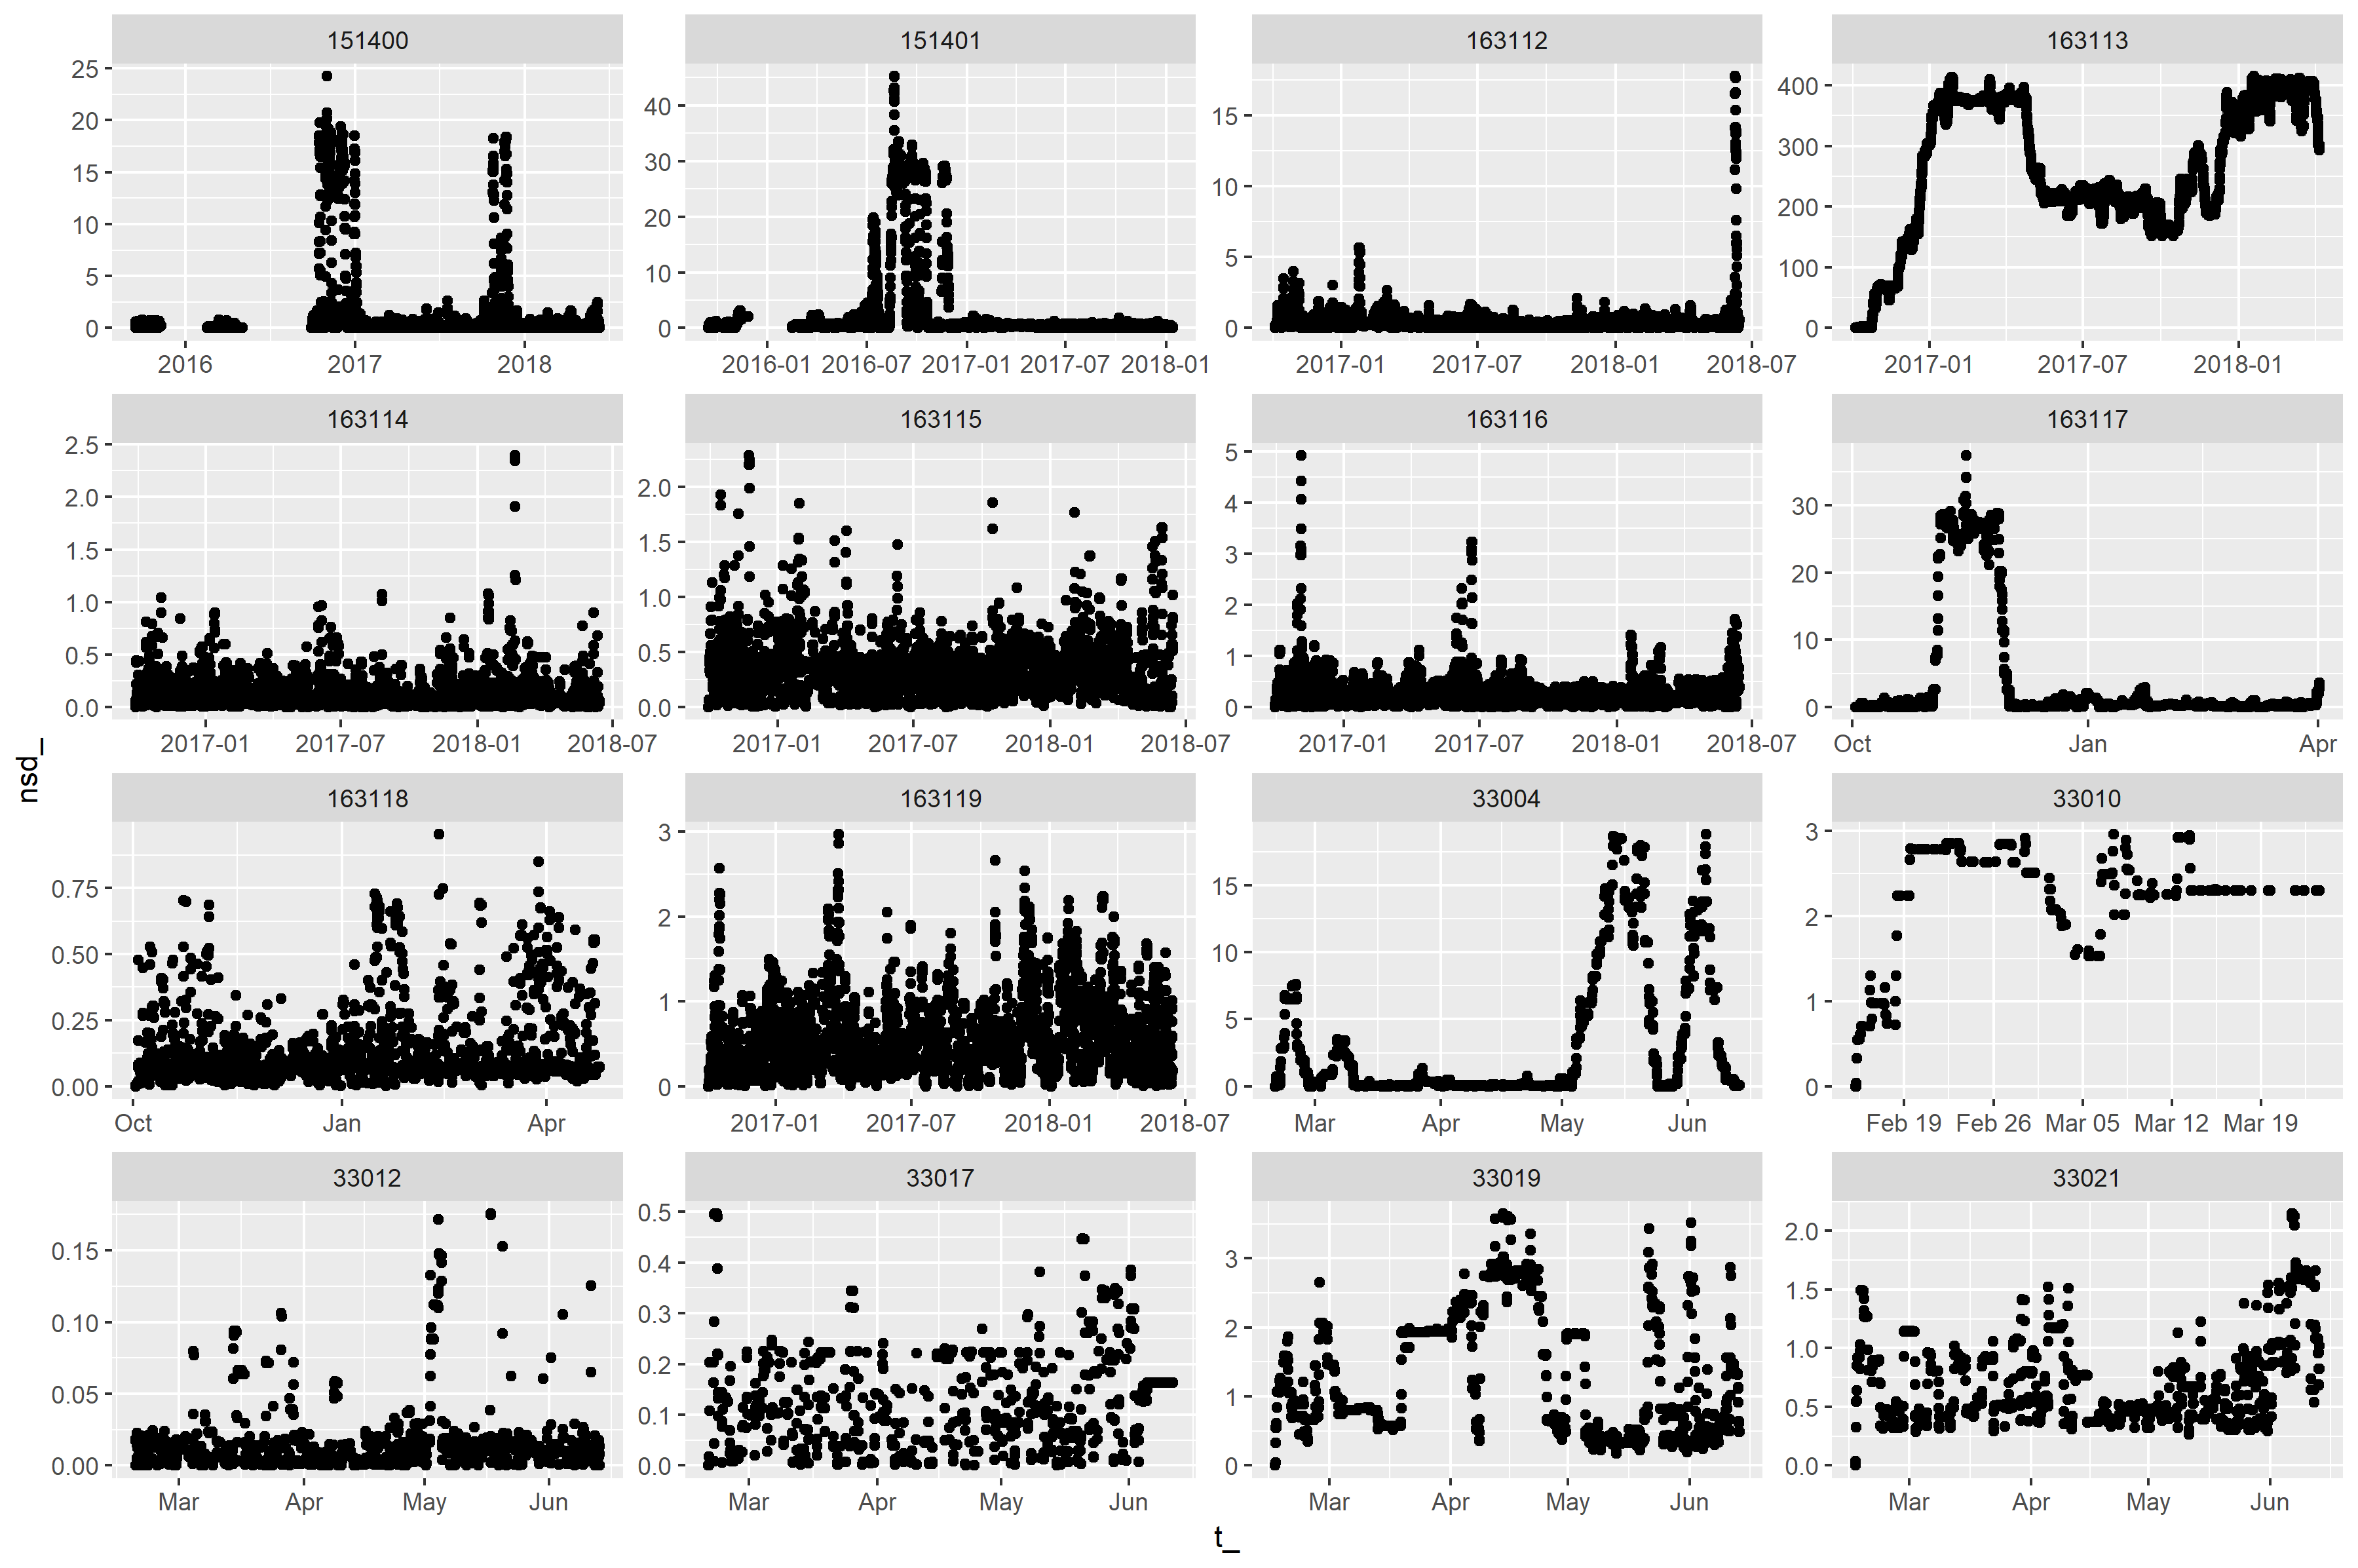 151400 151401 163112 163113
25 20 15 10 5 0
40 30 20 10 0
15 10 5 0
400 300 200 100 0
2016 2017 2018
2016-01 2016-07 2017-01 2017-07 2018-01
2017-01 2017-07 2018-01 2018-07
2017-01 2017-07 2018-01
163114 163115 163116 163117
2.5 2.0 1.5 1.0 0.5 0.0
2.0 1.5 1.0 0.5 0.0
5 4 3 2 1 0
30 20 10 0
2017-01 2017-07 2018-01 2018-07
2017-01 2017-07 2018-01 2018-07
2017-01 2017-07 2018-01 2018-07
Oct Jan Apr
nsd_
163118 163119 33004 33010
0.75 0.50 0.25 0.00
3 2 1 0
15 10 5 0
3 2 1 0
Oct Jan Apr
2017-01 2017-07 2018-01 2018-07
Mar Apr May Jun
Feb 19 Feb 26 Mar 05 Mar 12 Mar 19
33012 33017 33019 33021
0.15 0.10 0.05 0.00
0.5 0.4 0.3 0.2 0.1 0.0
3 2 1 0
2.0 1.5 1.0 0.5 0.0
Mar Apr May Jun
Mar Apr May Jun
Mar Apr May Jun
Mar Apr May Jun
t_